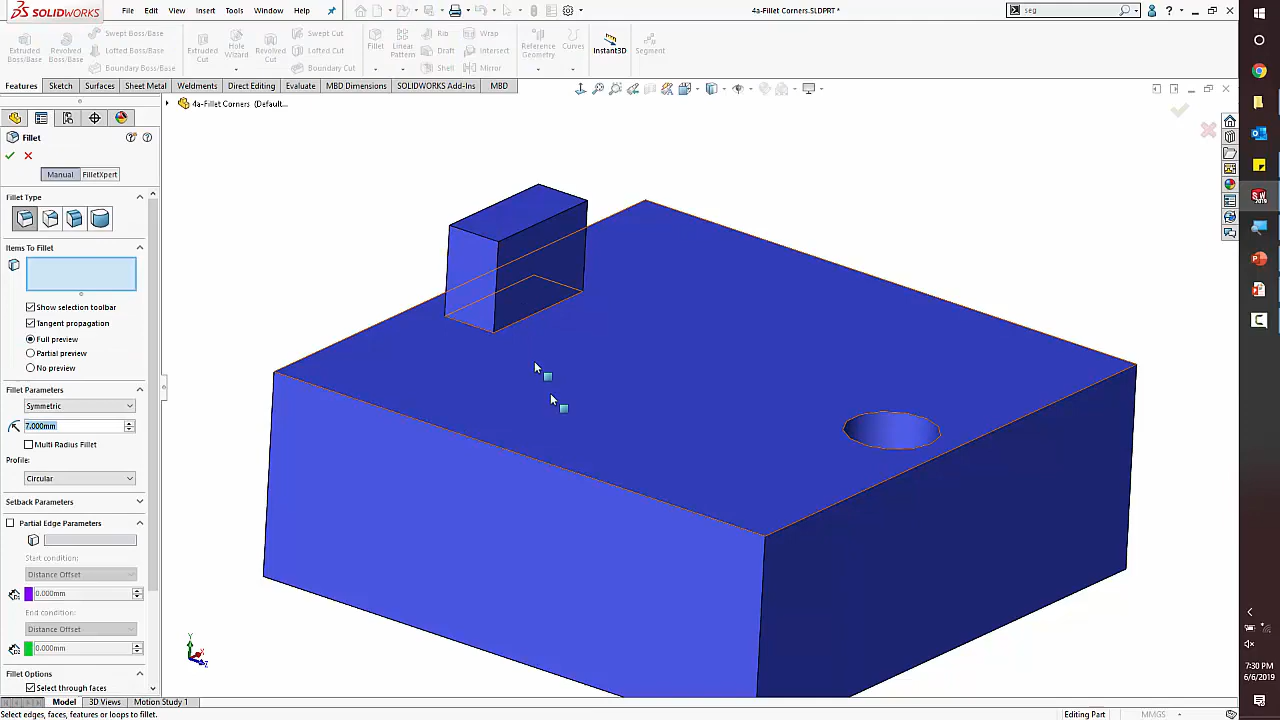 SOLIDWORKS File Edit View Insert Tools Window Help 4a-Fillet Corners.SLDPRT * seg
Extruded Boss/Base Revolved Boss/Base Swept Boss/Base Lofted Boss/Base Boundary Boss/Base Extruded Cut Hole Wizard Revolved Cut Swept Cut Lofted Cut Boundary Cut Fillet Linear Pattern Rib Draft Shell Wrap Intersect Mirror Reference Geometry Curves Instant3D Segment
Features Sketch Surfaces Sheet Metal Weldments Direct Editing Evaluate MBD Dimensions SOLIDWORKS Add-Ins MBD
4a-Fillet Corners (Default...
Fillet
Manual FilletXpert
Fillet Type
Items To Fillet
Show selection toolbar
Tangent propagation
Full preview
Partial preview
No preview
Fillet Parameters
Symmetric
7.000mm
Multi Radius Fillet
Profile:
Circular
Setback Parameters
Partial Edge Parameters
Start condition:
Distance Offset
0.000mm
End condition:
Distance Offset
0.000mm
Fillet Options
Select through faces
Model 3D Views Motion Study 1
Select edges, faces, features or loops to fillet. Editing Part MMGS
7:30 PM
6/6/2019